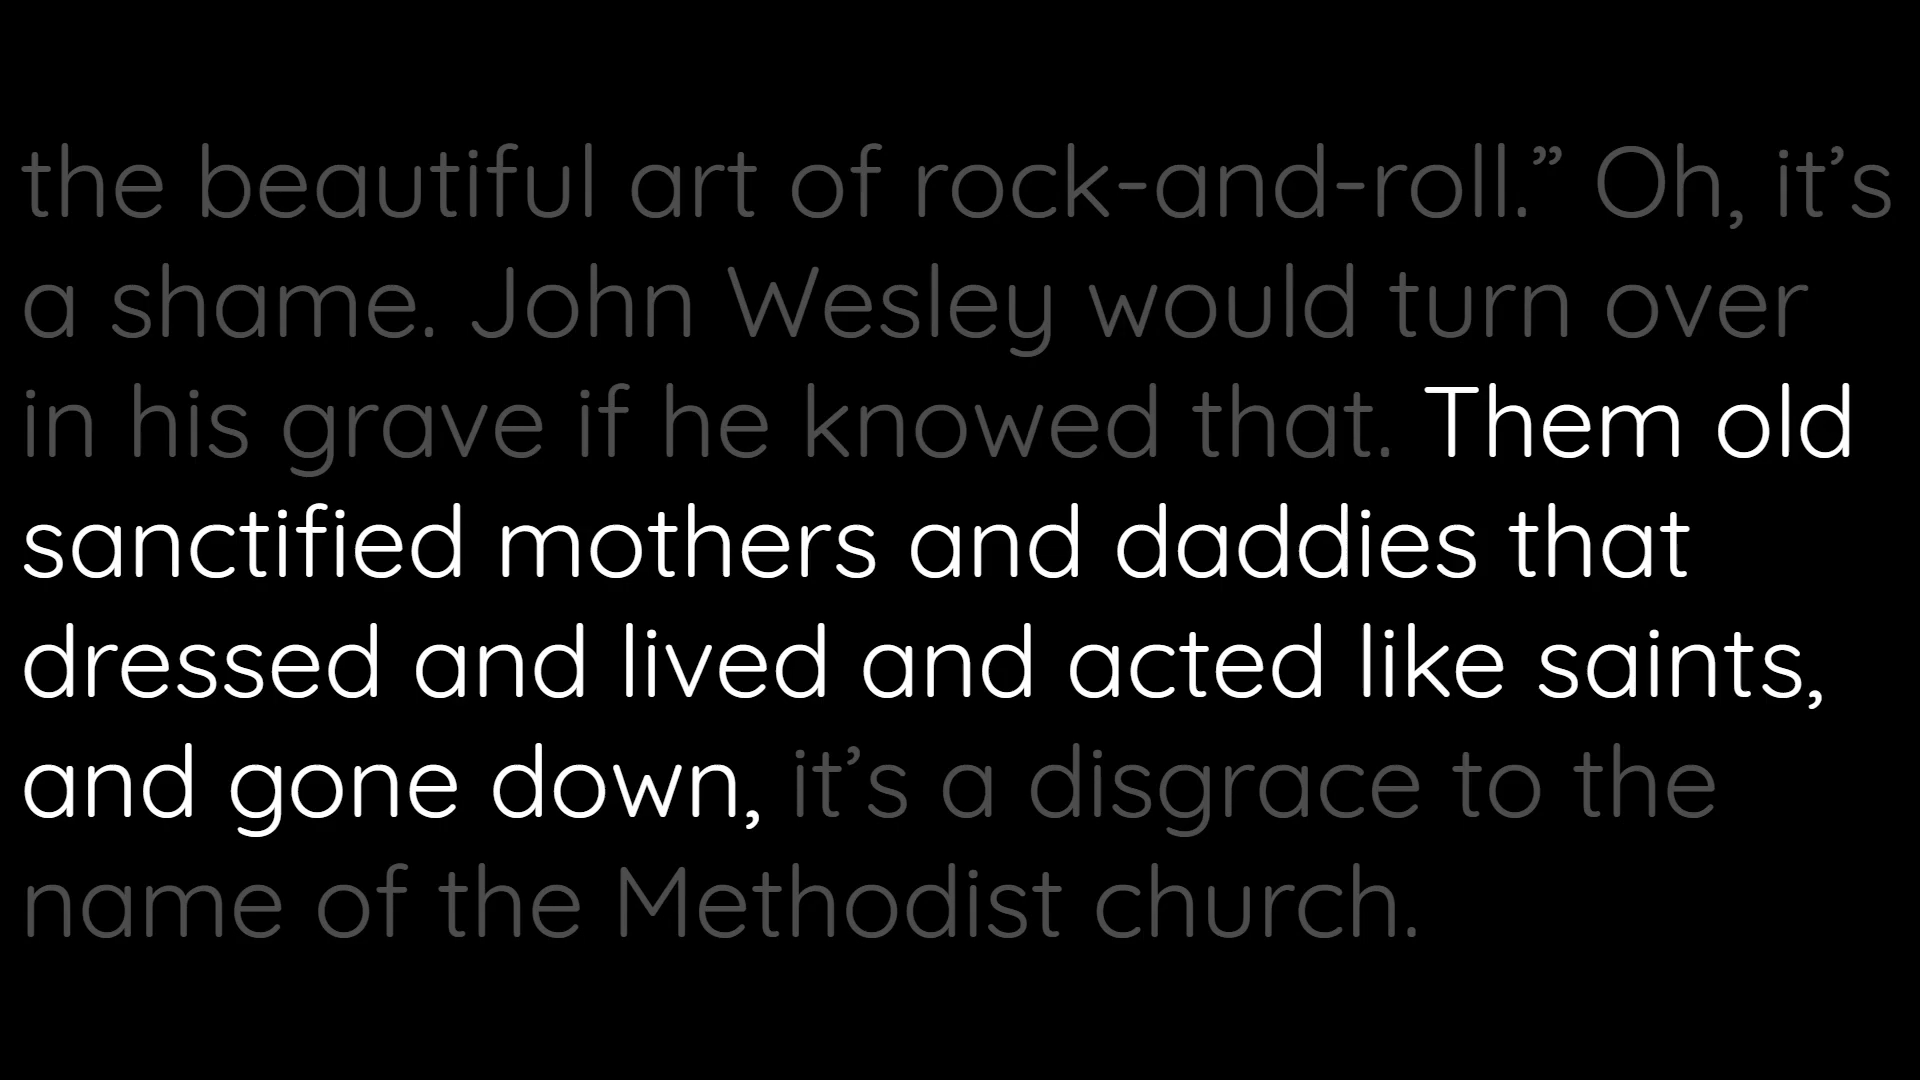 the beautiful art of rock-and-roll.” Oh, it’s
a shame. John Wesley would turn over
in his grave if he knowed that. Them old
sanctified mothers and daddies that
dressed and lived and acted like saints,
and gone down, it’s a disgrace to the
name of the Methodist church.